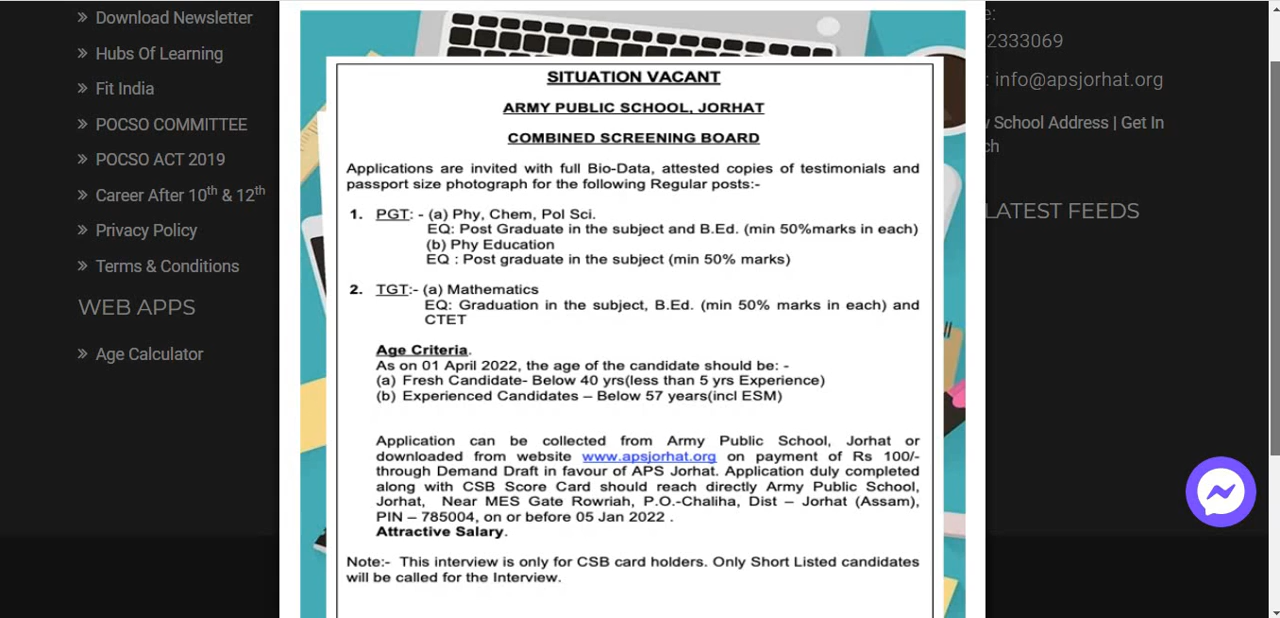 Download Newsletter
Hubs Of Learning
Fit India
POCSO COMMITTEE
POCSO ACT 2019
Career After 10th & 12th
Privacy Policy
Terms & Conditions
WEB APPS
Age Calculator
SITUATION VACANT
ARMY PUBLIC SCHOOL, JORHAT
COMBINED SCREENING BOARD
Applications are invited with full Bio-Data, attested copies of testimonials and
passport size photograph for the following Regular posts:-
1. PGT: - (a) Phy, Chem, Pol Sci.
EQ: Post Graduate in the subject and B.Ed. (min 50%marks in each)
(b) Phy Education
EQ : Post graduate in the subject (min 50% marks)
2. TGT:- (a) Mathematics
EQ: Graduation in the subject, B.Ed. (min 50% marks in each) and
CTET
Age Criteria.
As on 01 April 2022, the age of the candidate should be: -
(a) Fresh Candidate- Below 40 yrs(less than 5 yrs Experience)
(b) Experienced Candidates – Below 57 years(incl ESM)
Application can be collected from Army Public School, Jorhat or
downloaded from website www.apsjorhat.org on payment of Rs 100/-
through Demand Draft in favour of APS Jorhat. Application duly completed
along with CSB Score Card should reach directly Army Public School,
Jorhat, Near MES Gate Rowriah, P.O.-Chaliha, Dist – Jorhat (Assam),
PIN – 785004, on or before 05 Jan 2022 .
Attractive Salary.
Note:- This interview is only for CSB card holders. Only Short Listed candidates
will be called for the Interview.
e:
2333069
: info@apsjorhat.org
School Address | Get In
ch
LATEST FEEDS